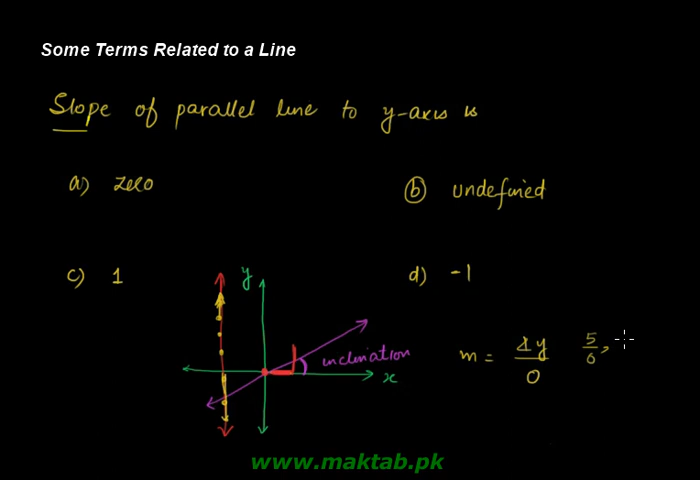 Some Terms Related to a Line
Slope of parallel line to y-axis is
a) zero
b undefined
c) 1
d) -1
y
inclination
x
m = Δy/0
5/0,
www.maktab.pk